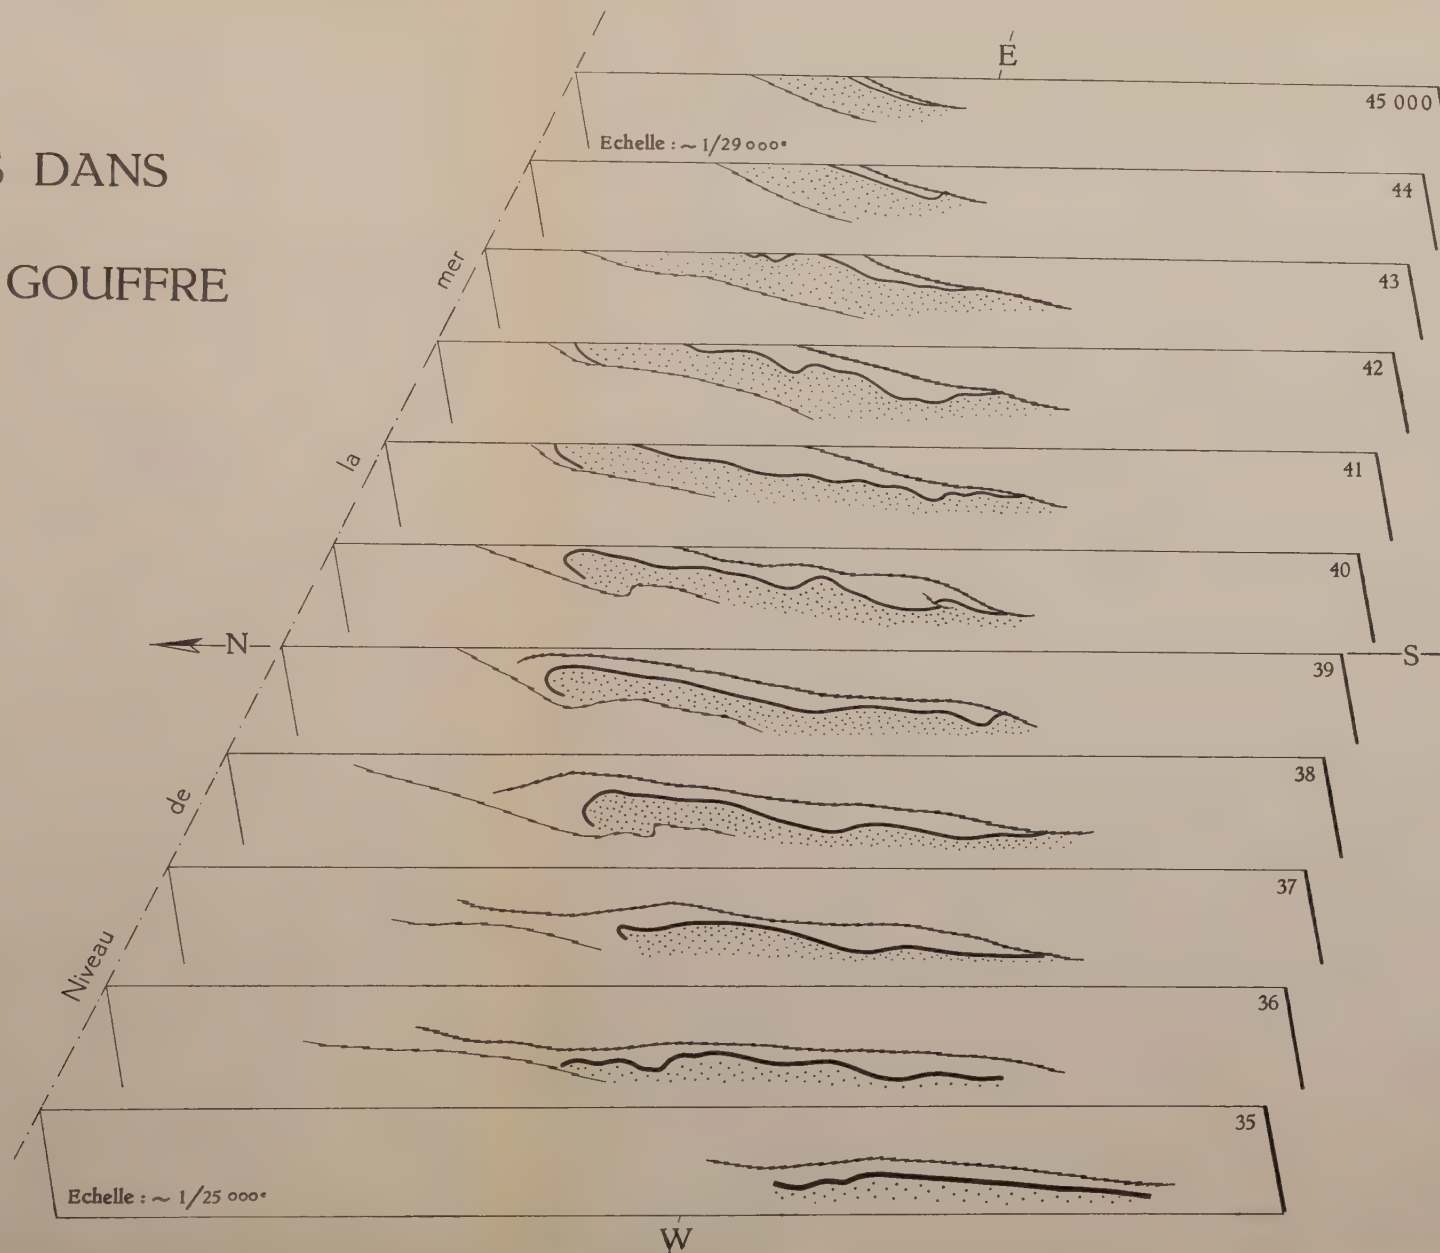 E
45 000
Echelle : ~ 1/29 000ᵉ
DANS
44
GOUFFRE
mer
43
42
la
41
40
N
S
39
de
38
37
Niveau
36
35
Echelle : ~ 1/25 000ᵉ
W